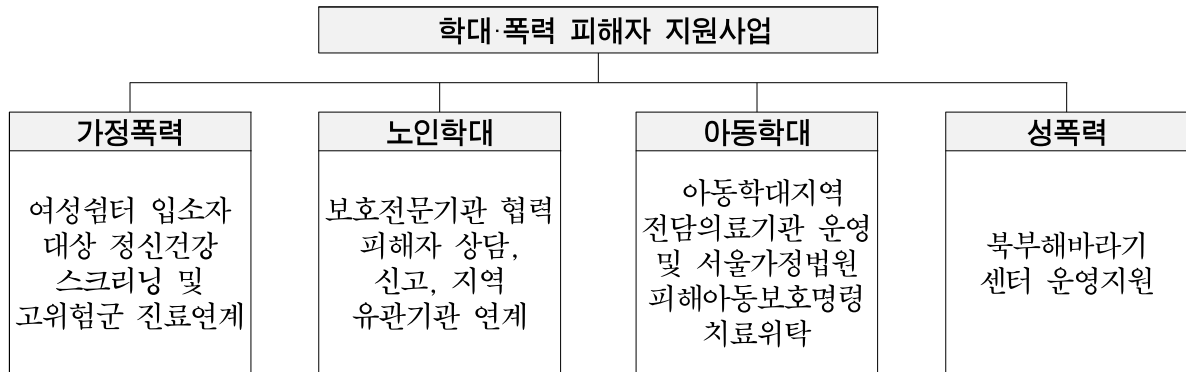 학대·폭력 피해자 지원사업
가정폭력
여성쉼터 입소자
대상 정신건강
스크리닝 및
고위험군 진료연계
노인학대
보호전문기관 협력
피해자 상담,
신고, 지역
유관기관 연계
아동학대
아동학대지역
전담의료기관 운영
및 서울가정법원
피해아동보호명령
치료위탁
성폭력
북부해바라기
센터 운영지원